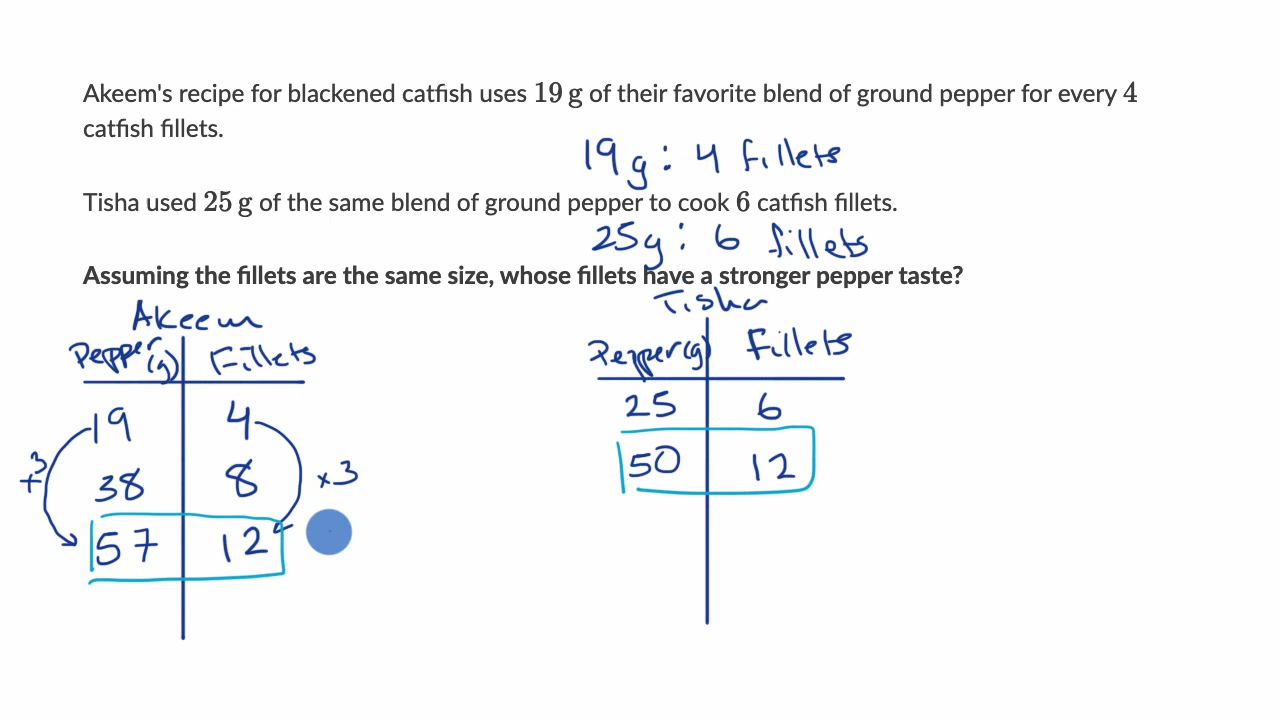 Akeem's recipe for blackened catfish uses 19 g of their favorite blend of ground pepper for every 4
catfish fillets.
19g : 4 fillets
Tisha used 25 g of the same blend of ground pepper to cook 6 catfish fillets.
25g : 6 fillets
Assuming the fillets are the same size, whose fillets have a stronger pepper taste?
Akeem
Pepper(g) Fillets
19 4
38 8
57 12
×3
×3
Tisha
Pepper(g) Fillets
25 6
50 12